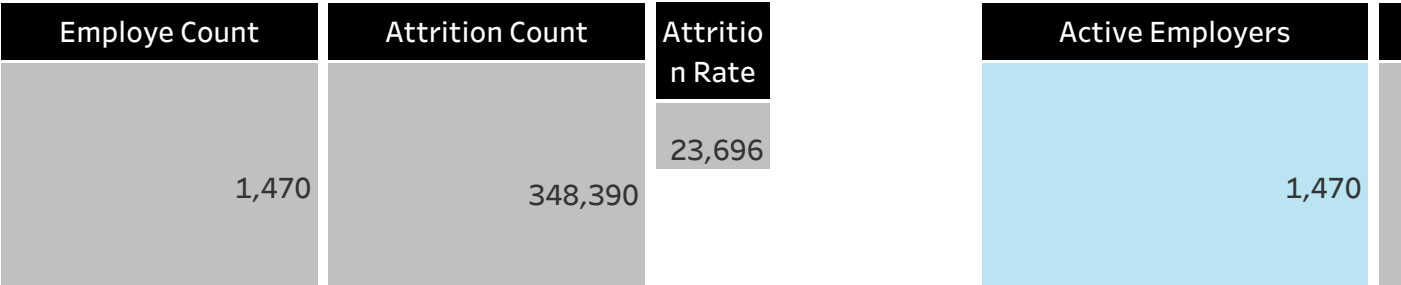 Employe Count
Attrition Count
Attritio
n Rate
Active Employers
1,470
348,390
23,696
1,470